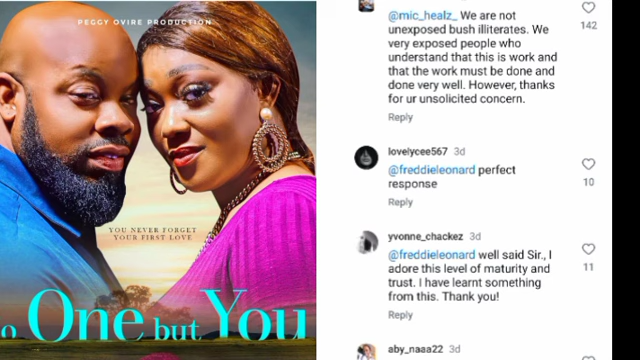 PEGGY OVIRE PRODUCTION
YOU NEVER FORGET
YOUR FIRST LOVE
o One but You
@mic_healz_ We are not
unexposed bush illiterates. We
very exposed people who
understand that this is work and
that the work must be done and
done very well. However, thanks
for ur unsolicited concern.
142
Reply
lovelycee567 3d
@freddieleonard perfect
response
10
Reply
yvonne_chackez 3d
@freddieleonard well said Sir., I
adore this level of maturity and
trust. I have learnt something
from this. Thank you!
11
Reply
aby_naaa22 3d